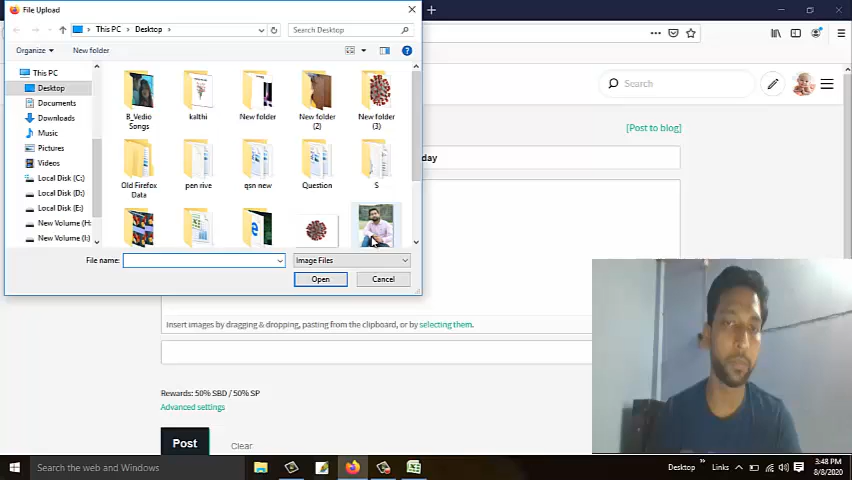 File Upload
This PC
Desktop
Search Desktop
Organize
New folder
This PC
Desktop
Documents
Downloads
Music
Pictures
Videos
Local Disk (C:)
Local Disk (D:)
Local Disk (E:)
New Volume (H:
New Volume (I:)
B_Vedio
Songs
kalthi
New folder
New folder
(2)
New folder
(3)
Old Firefox
Data
pen rive
qsn new
Question
S
File name:
Image Files
Open
Cancel
Search
[Post to blog]
day
Insert images by dragging & dropping, pasting from the clipboard, or by selecting them.
Rewards: 50% SBD / 50% SP
Advanced settings
Post
Clear
Search the web and Windows
Desktop
Links
3:48 PM
8/8/2020